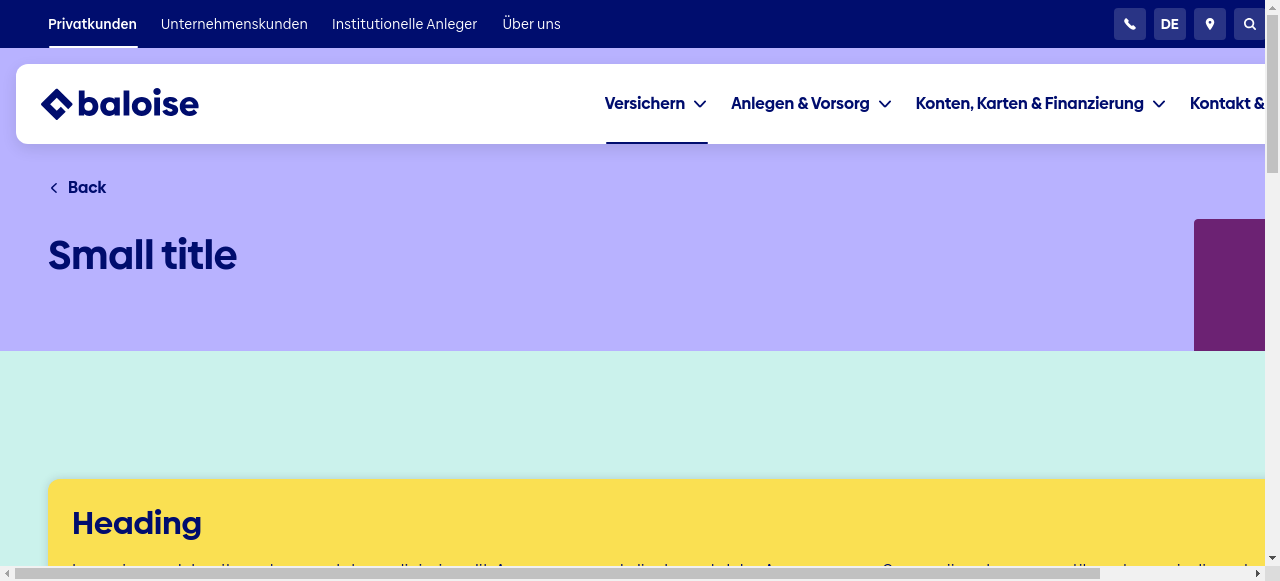 Privatkunden Unternehmenskunden Institutionelle Anleger Über uns DE
baloise Versichern Anlegen & Vorsorg Konten, Karten & Finanzierung Kontakt &
Back
Small title
Heading